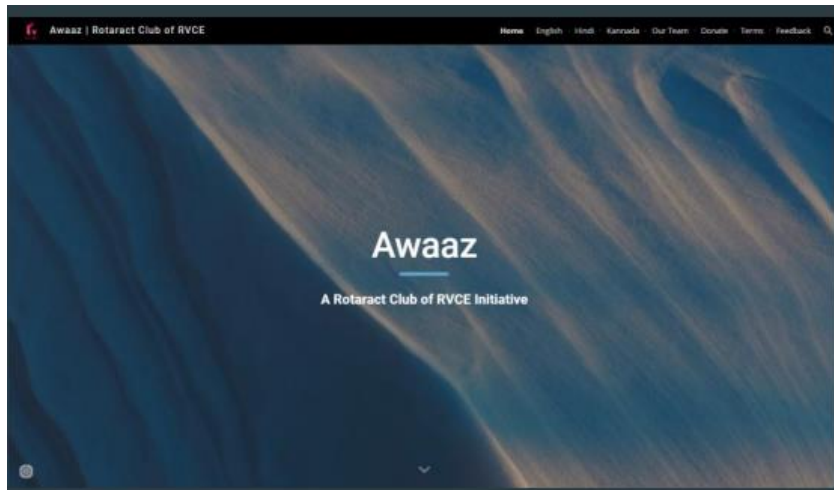 Awaaz | Rotaract Club of RVCE
Home English Hindi Kannada Our Team Donate Terms Feedback
Awaaz
A Rotaract Club of RVCE Initiative